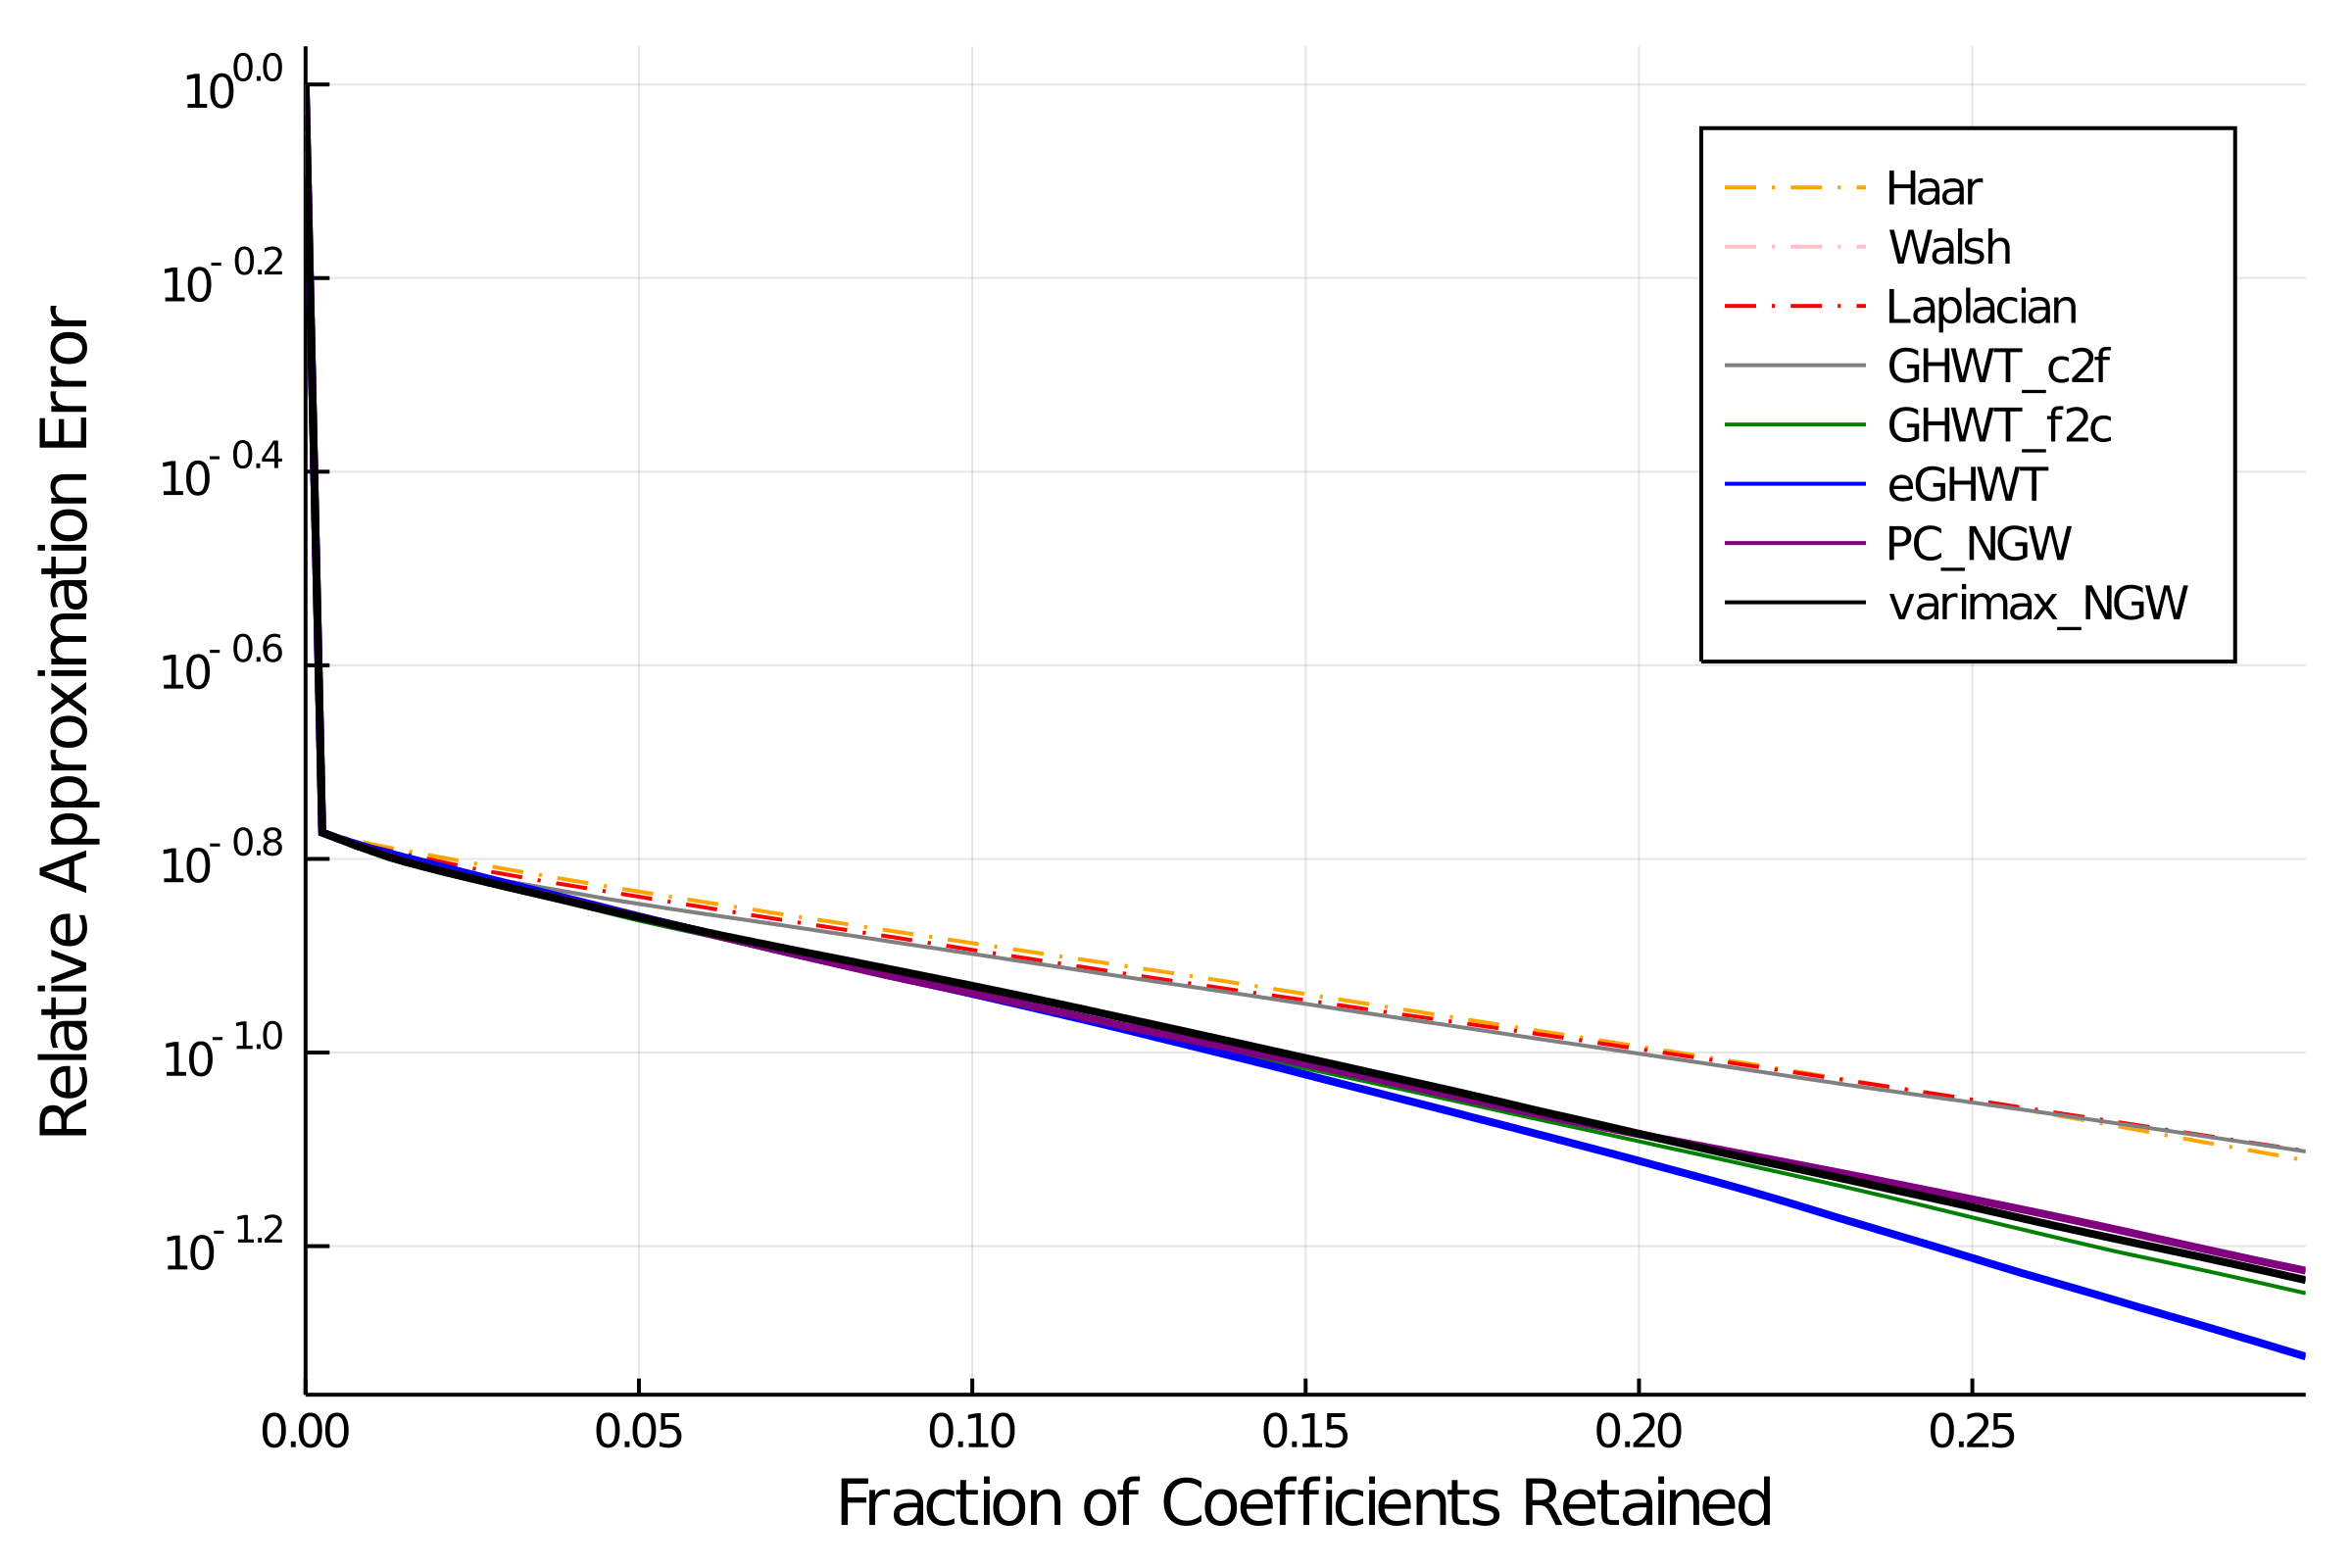 10^0.0
10^- 0.2
10^- 0.4
10^- 0.6
10^- 0.8
10^- 1.0
10^- 1.2
Relative Approximation Error
Haar
Walsh
Laplacian
GHWT_c2f
GHWT_f2c
eGHWT
PC_NGW
varimax_NGW
0.00 0.05 0.10 0.15 0.20 0.25
Fraction of Coefficients Retained